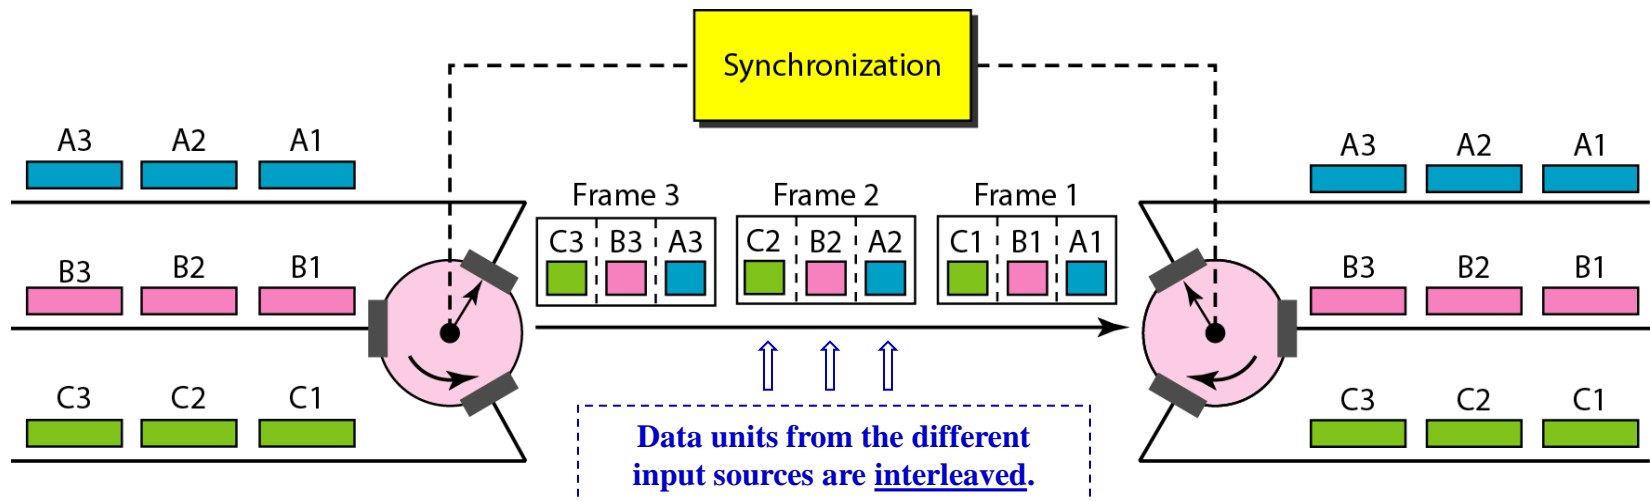 Synchronization
A3 A2 A1
A3 A2 A1
Frame 3 Frame 2 Frame 1
C3 B3 A3 C2 B2 A2 C1 B1 A1
B3 B2 B1
B3 B2 B1
C3 C2 C1
C3 C2 C1
Data units from the different
input sources are interleaved.